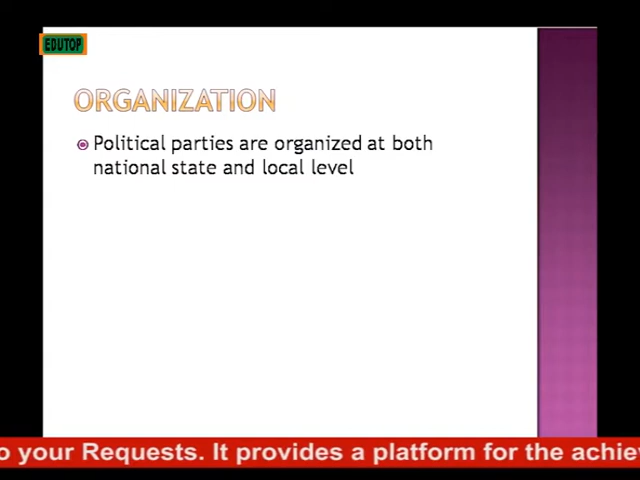 EDUTOP
ORGANIZATION
Political parties are organized at both
national state and local level
o your Requests. It provides a platform for the